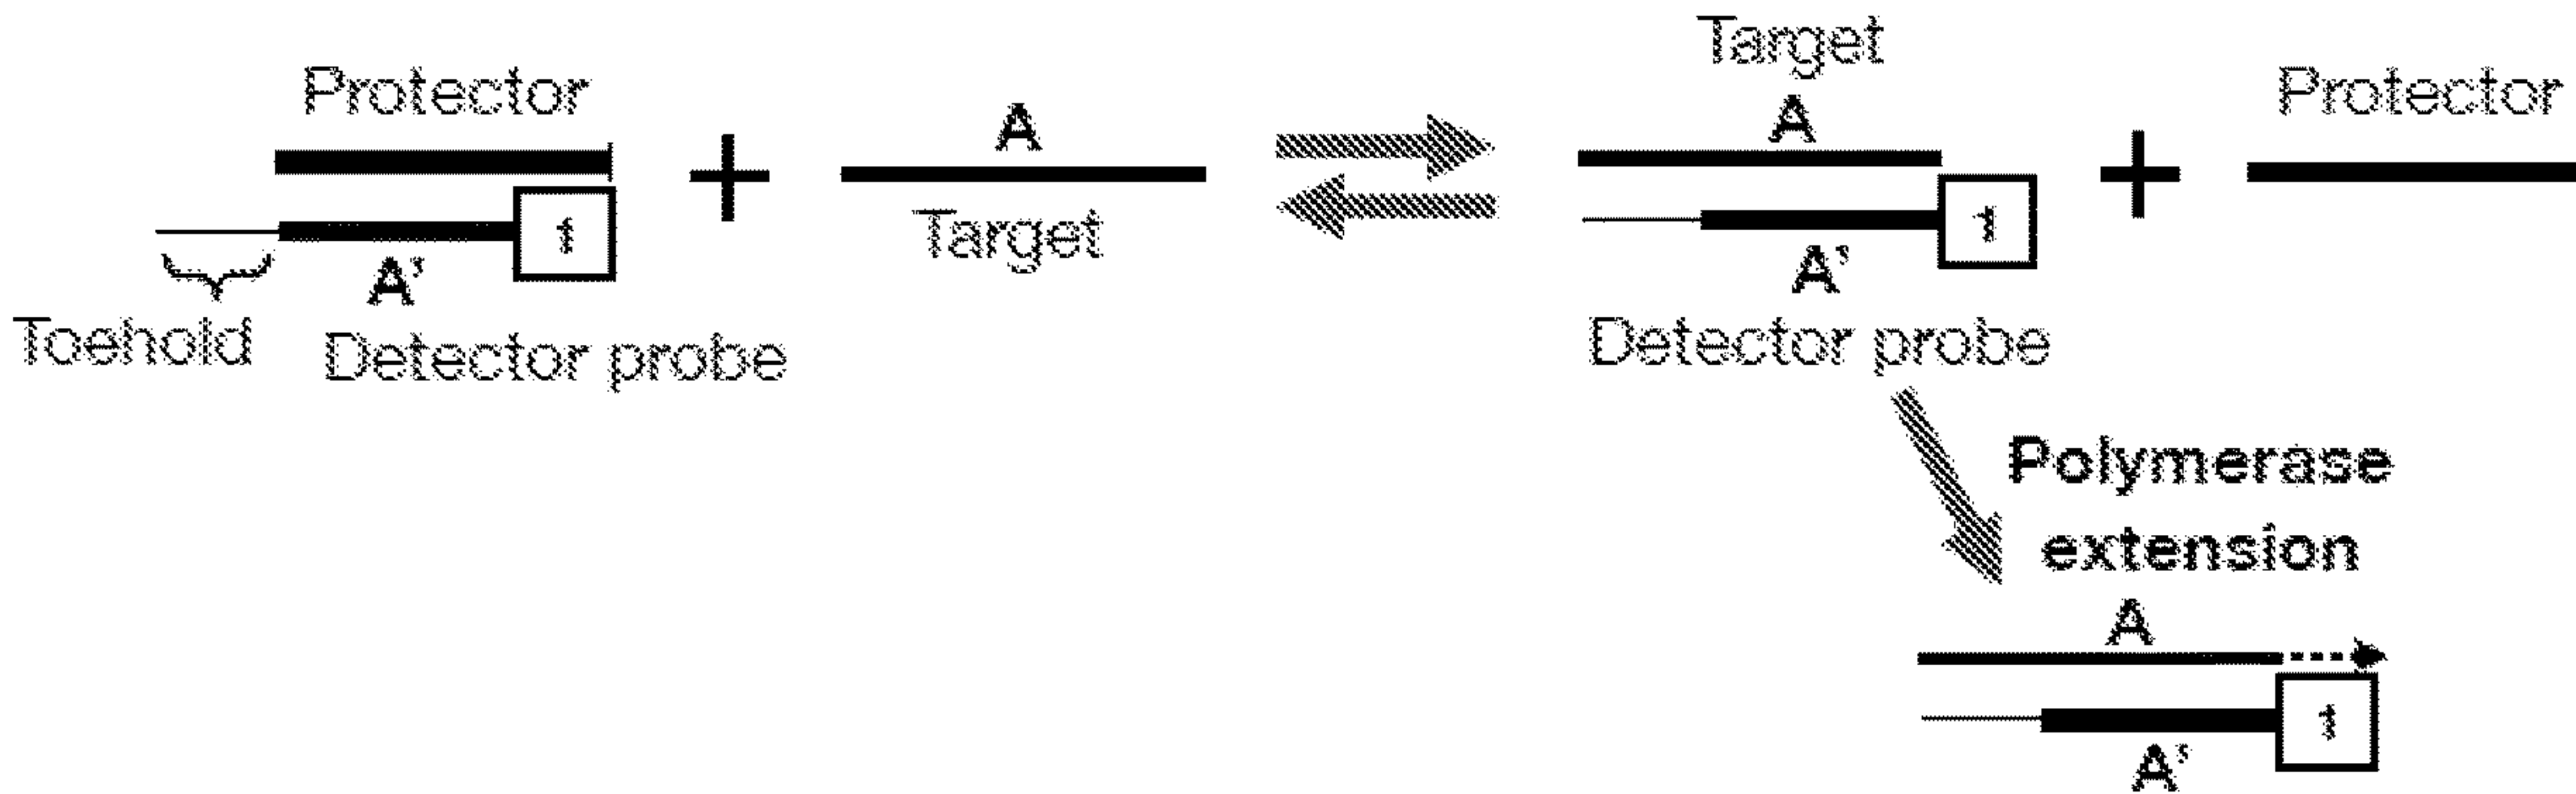 Protector
1
A’
Toehold
Detector probe
+
A
Target
Target
A
1
A’
Detector probe
+
Protector
Polymerase
extension
A
1
A’